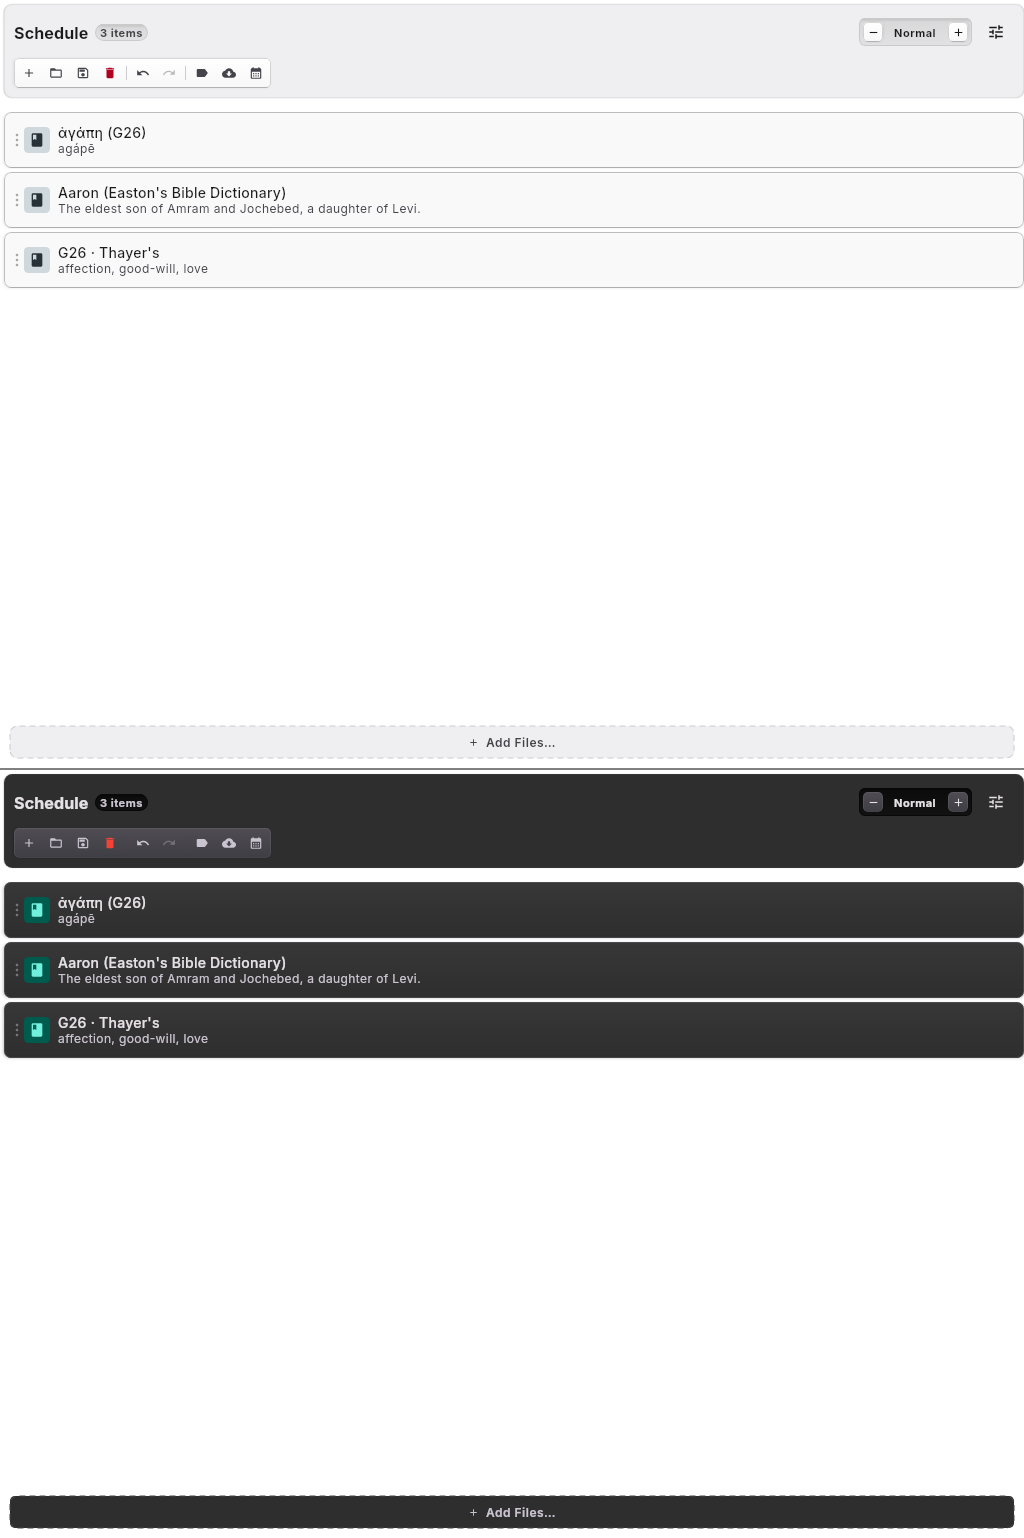 Schedule 3 items
Normal
ἀγάπη (G26)
agápē
Aaron (Easton's Bible Dictionary)
The eldest son of Amram and Jochebed, a daughter of Levi.
G26 · Thayer's
affection, good-will, love
Add Files...
Schedule 3 items
Normal
ἀγάπη (G26)
agápē
Aaron (Easton's Bible Dictionary)
The eldest son of Amram and Jochebed, a daughter of Levi.
G26 · Thayer's
affection, good-will, love
Add Files...